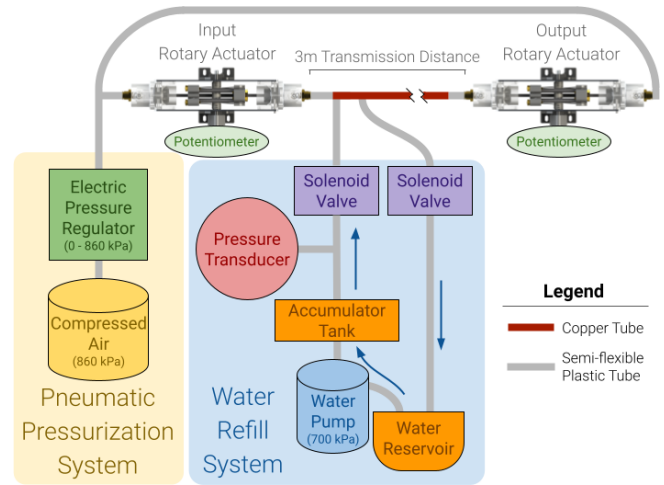 Input
Rotary Actuator
3m Transmission Distance
Output
Rotary Actuator
Potentiometer
Potentiometer
Electric
Pressure
Regulator
(0 - 860 kPa)
Compressed
Air
(860 kPa)
Pneumatic
Pressurization
System
Solenoid
Valve
Solenoid
Valve
Pressure
Transducer
Accumulator
Tank
Water
Pump
(700 kPa)
Water
Reservoir
Water
Refill
System
Legend
Copper Tube
Semi-flexible
Plastic Tube